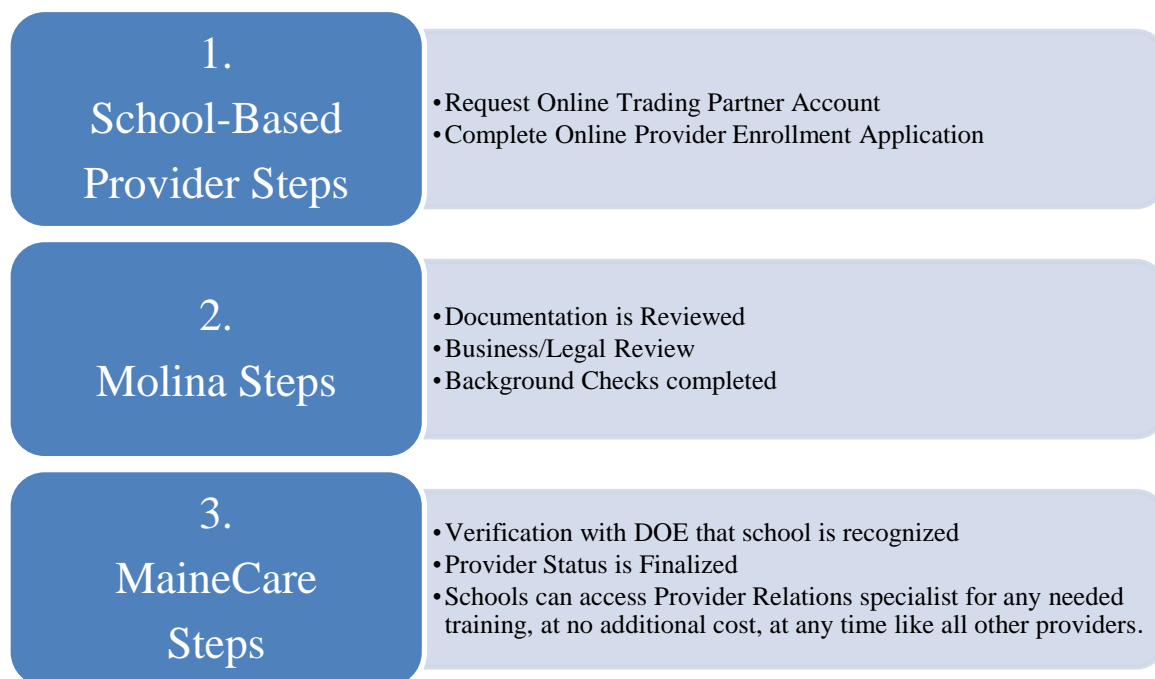 1.
School-Based
Provider Steps
•Request Online Trading Partner Account
•Complete Online Provider Enrollment Application
2.
Molina Steps
•Documentation is Reviewed
•Business/Legal Review
•Background Checks completed
3.
MaineCare
Steps
•Verification with DOE that school is recognized
•Provider Status is Finalized
•Schools can access Provider Relations specialist for any needed
training, at no additional cost, at any time like all other providers.